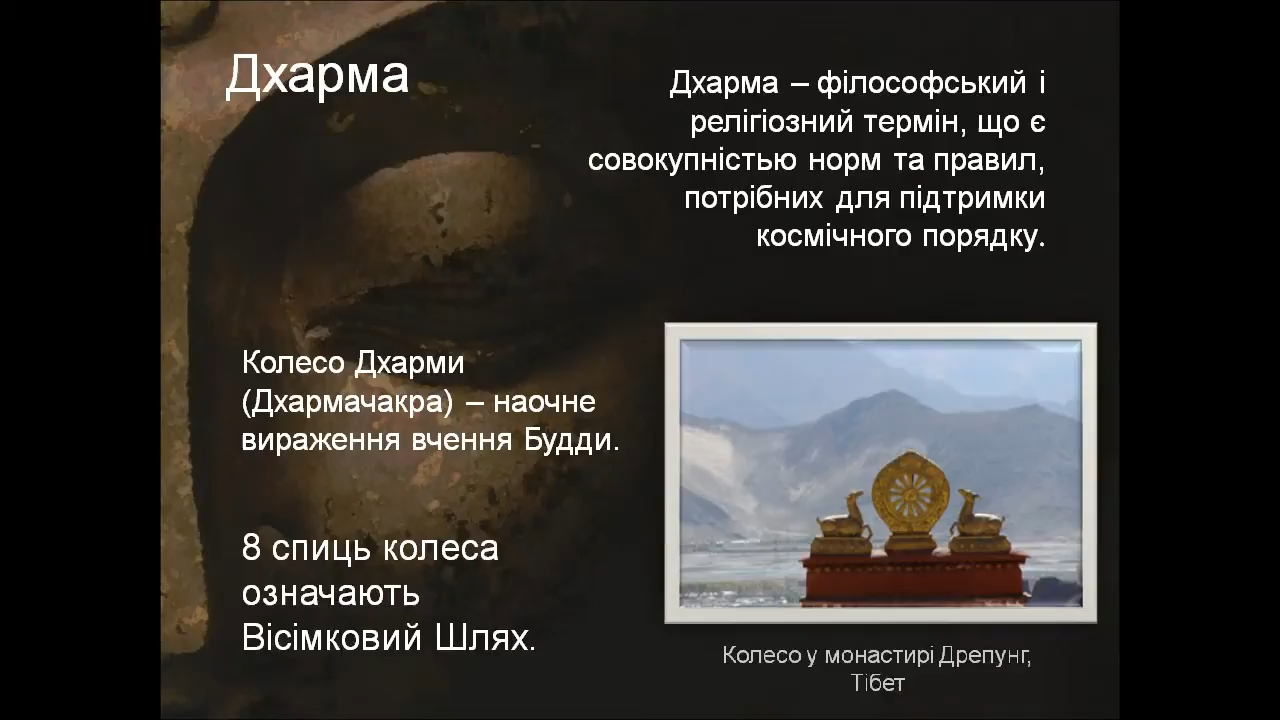 Дхарма
Дхарма – філософський і
релігіозний термін, що є
совокупністью норм та правил,
потрібних для підтримки
космічного порядку.
Колесо Дхарми
(Дхармачакра) – наочне
вираження вчення Будди.
8 спиць колеса
означають
Вісімковий Шлях.
Колесо у монастирі Дрепунг,
Тібет